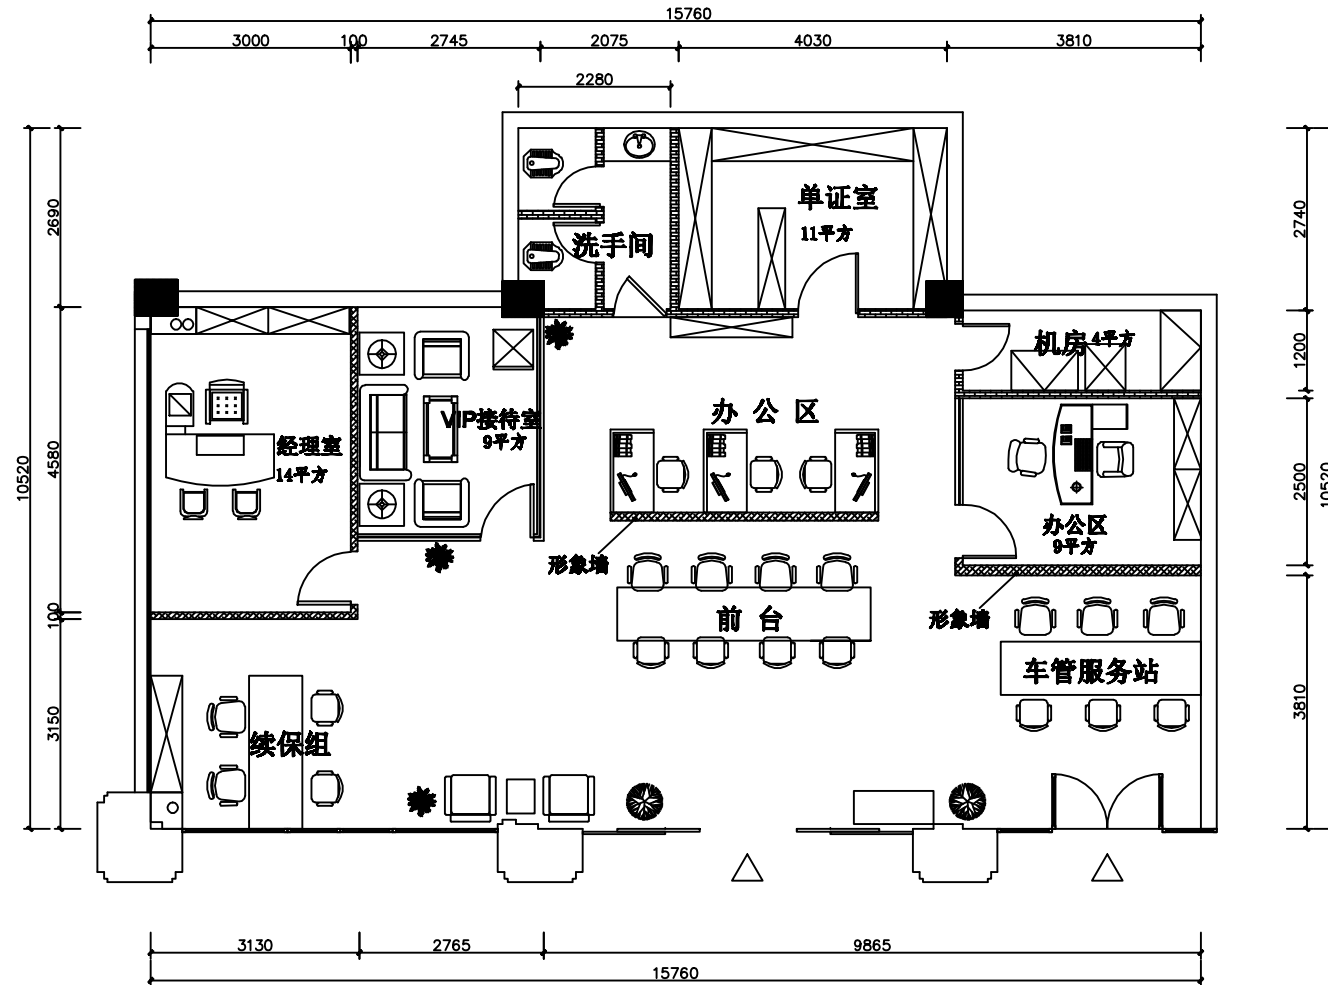 15760
3000
100
2745
2075
4030
3810
2280
10520
2690
4580
100
3150
2740
1200
2500
3810
10520
单证室
11平方
洗手间
机房 4平方
办公区
VIP接待室
9平方
经理室
14平方
办公区
9平方
形象墙
前台
形象墙
车管服务站
续保组
3130
2765
9865
15760